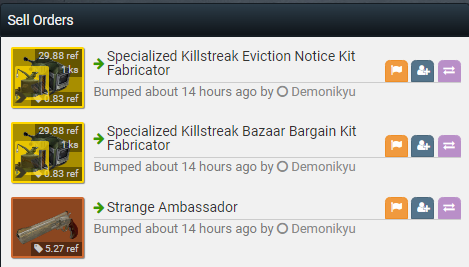 Sell Orders
29.88 ref
1 ks
0.83 ref
Specialized Killstreak Eviction Notice Kit
Fabricator
Bumped about 14 hours ago by Demonikyu
29.88 ref
1 ks
0.83 ref
Specialized Killstreak Bazaar Bargain Kit
Fabricator
Bumped about 14 hours ago by Demonikyu
5.27 ref
Strange Ambassador
Bumped about 14 hours ago by Demonikyu